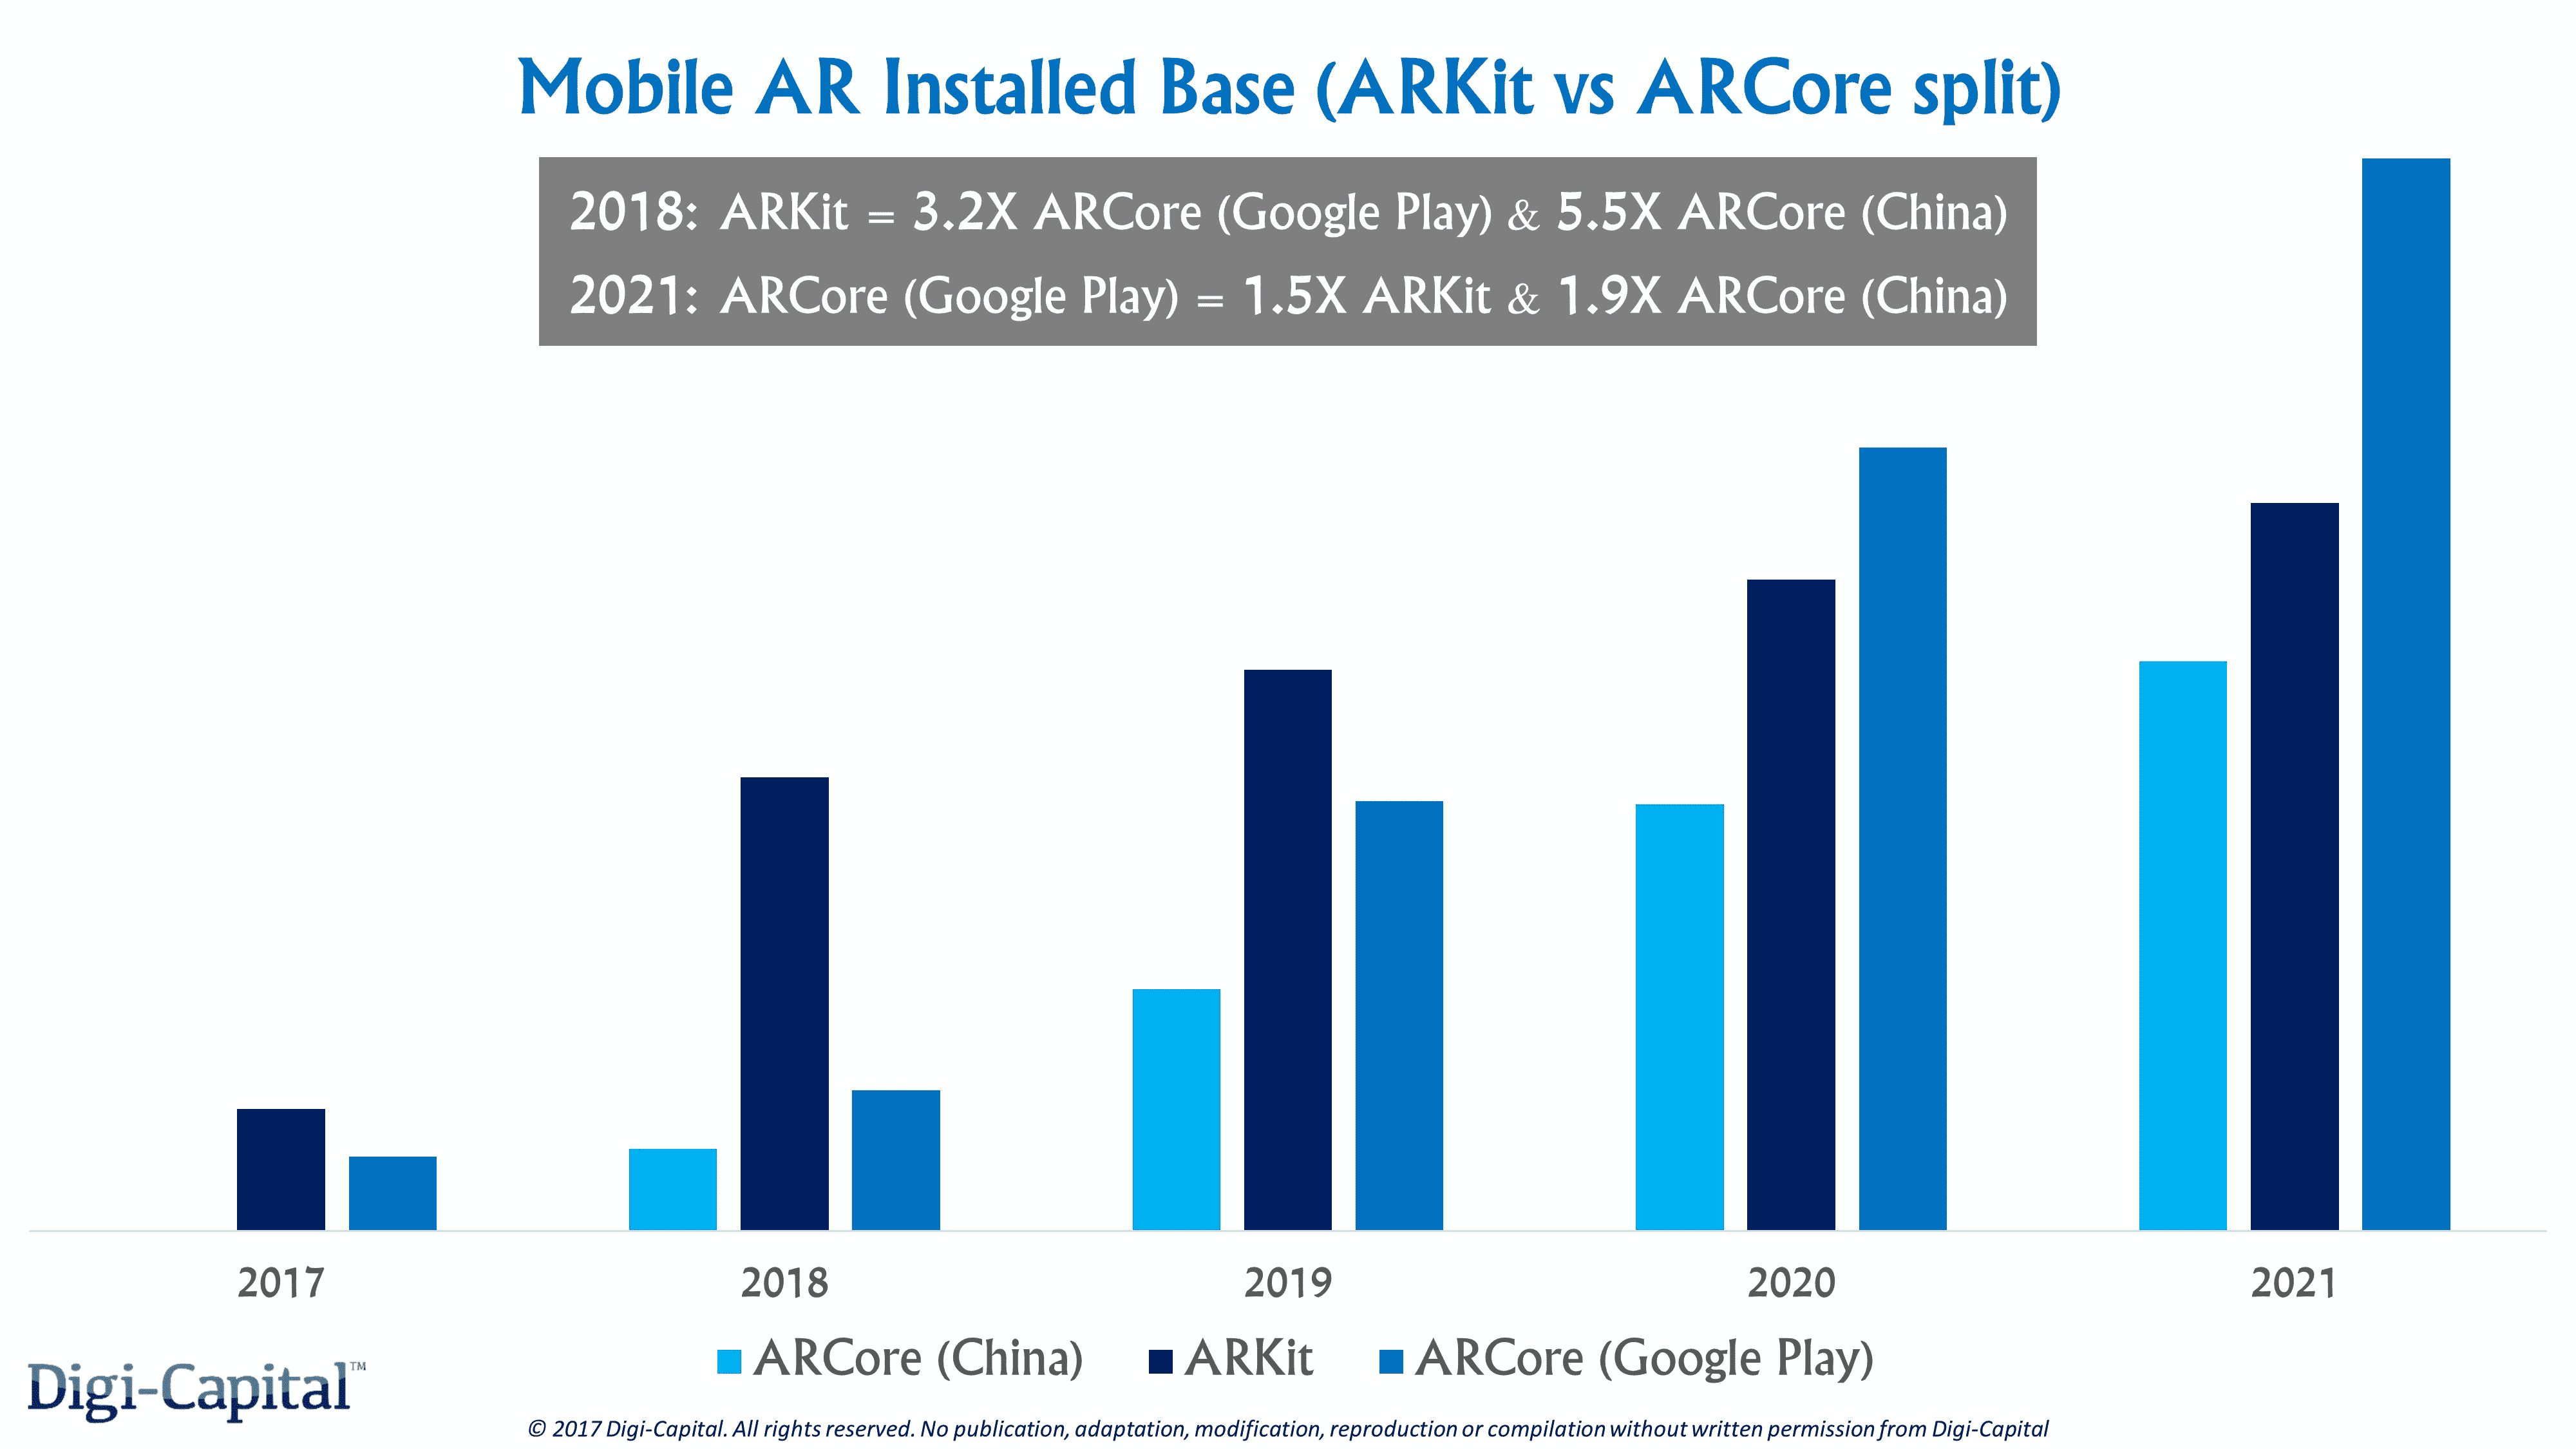 Mobile AR Installed Base (ARKit vs ARCore split)
2018: ARKit = 3.2X ARCore (Google Play) & 5.5X ARCore (China)
2021: ARCore (Google Play) = 1.5X ARKit & 1.9X ARCore (China)
2017 2018 2019 2020 2021
ARCore (China) ARKit ARCore (Google Play)
Digi-Capital™
© 2017 Digi-Capital. All rights reserved. No publication, adaptation, modification, reproduction or compilation without written permission from Digi-Capital